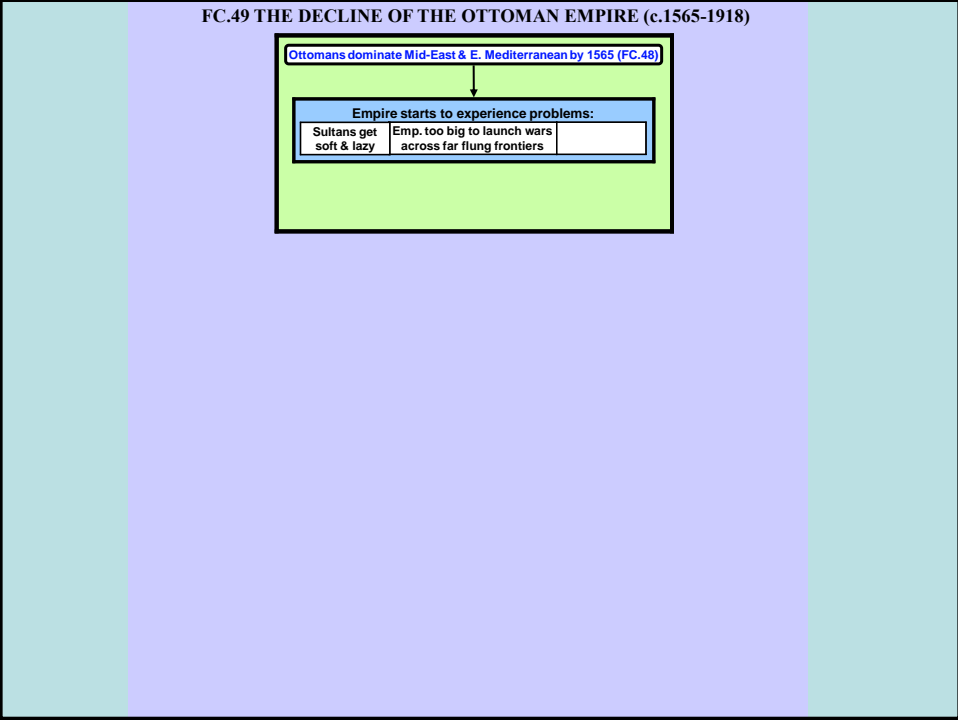 FC.49 THE DECLINE OF THE OTTOMAN EMPIRE (c.1565-1918)
Ottomans dominate Mid-East & E. Mediterranean by 1565 (FC.48)
Empire starts to experience problems:
Sultans get
soft & lazy
Emp. too big to launch wars
across far flung frontiers